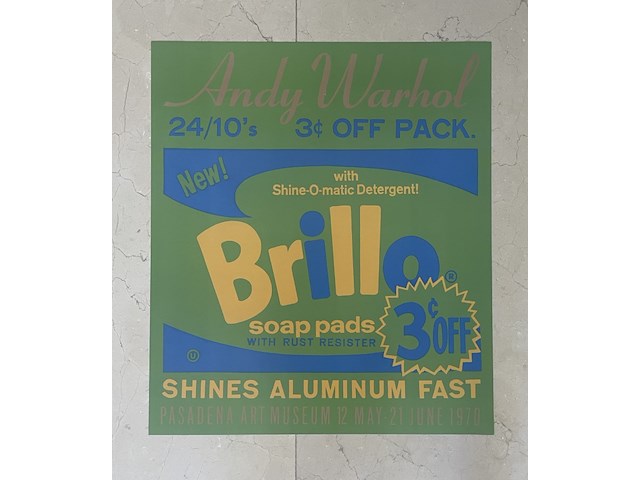 Andy Warhol
24/10's 3¢ OFF PACK.
New!
with
Shine-O-matic Detergent!
Brillo®
soap pads
WITH RUST RESISTER
3¢ OFF
U
SHINES ALUMINUM FAST
PASADENA ART MUSEUM 12 MAY-21 JUNE 1970